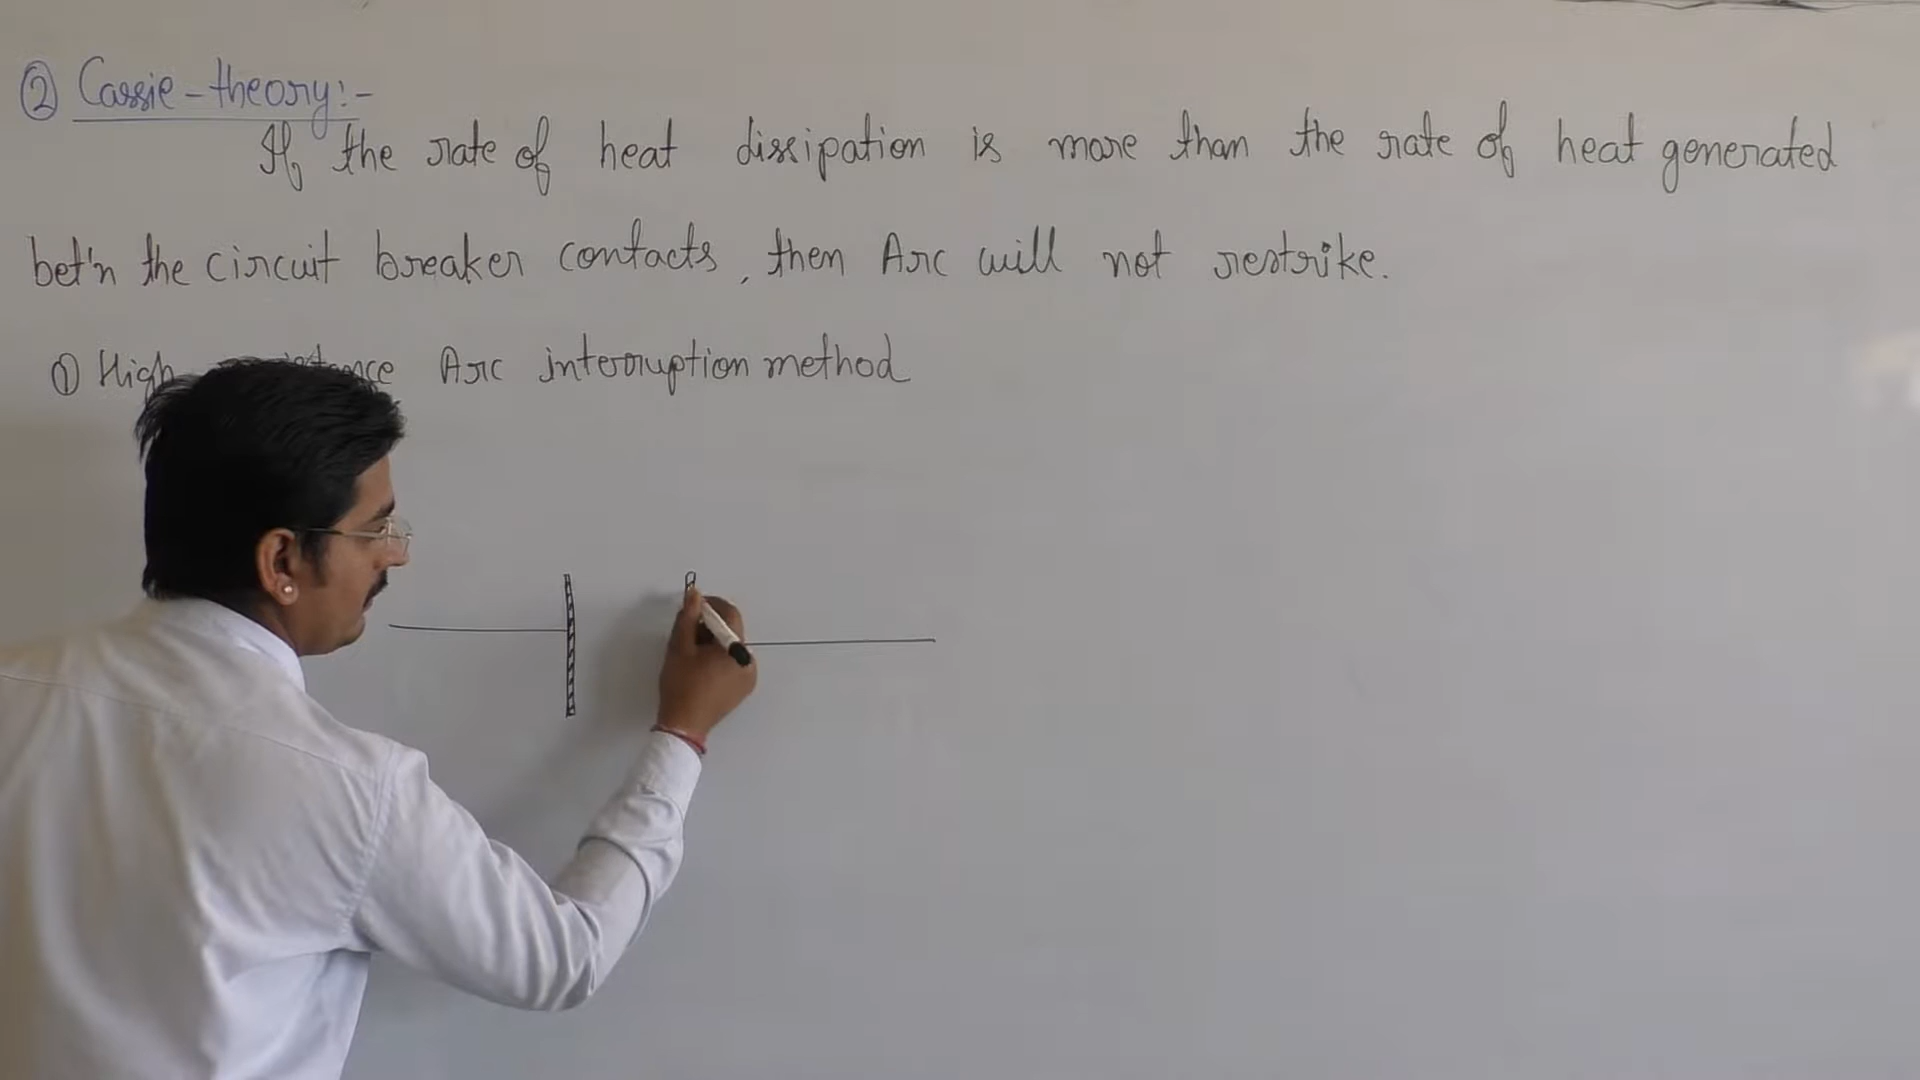 ② Cassie-theory:-
If the rate of heat dissipation is more than the rate of heat generated
bet'n the circuit breaker contacts, then Arc will not restrike.
① High Arc interruption method